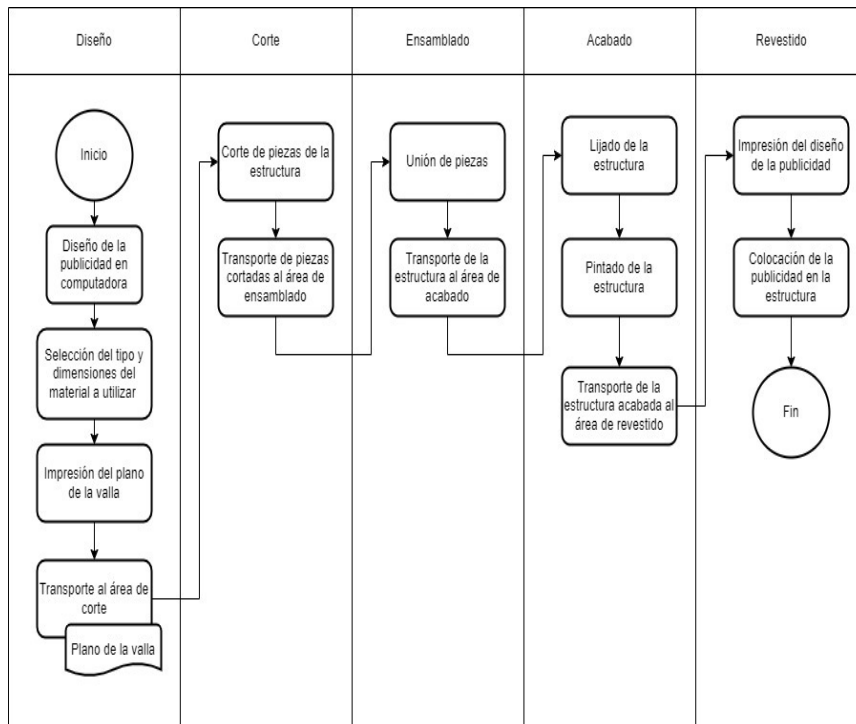 Diseño
Corte
Ensamblado
Acabado
Revestido
Inicio
Diseño de la
publicidad en
computadora
Selección del tipo y
dimensiones del
material a utilizar
Impresión del plano
de la valla
Transporte al área de
corte
Plano de la valla
Corte de piezas de la
estructura
Transporte de piezas
cortadas al área de
ensamblado
Unión de piezas
Transporte de la
estructura al área de
acabado
Lijado de la
estructura
Pintado de la
estructura
Transporte de la
estructura acabada al
área de revestido
Impresión del diseño
de la publicidad
Colocación de la
publicidad en la
estructura
Fin